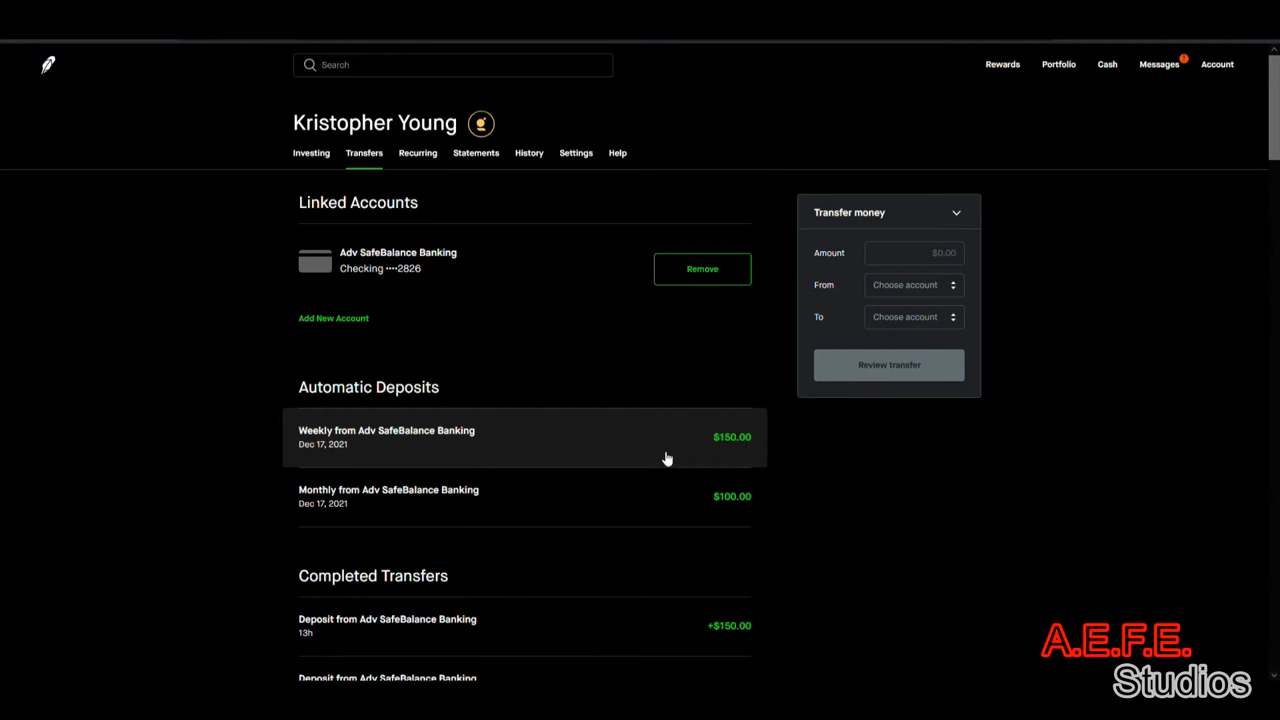 Search
Rewards
Portfolio
Cash
Messages
Account
Kristopher Young
Investing
Transfers
Recurring
Statements
History
Settings
Help
Linked Accounts
Adv SafeBalance Banking
Checking ••••2826
Remove
Add New Account
Transfer money
Amount
$0.00
From
Choose account
To
Choose account
Review transfer
Automatic Deposits
Weekly from Adv SafeBalance Banking
Dec 17, 2021
$150.00
Monthly from Adv SafeBalance Banking
Dec 17, 2021
$100.00
Completed Transfers
Deposit from Adv SafeBalance Banking
13h
+$150.00
Deposit from Adv SafeBalance Banking
A.E.F.E.
Studios